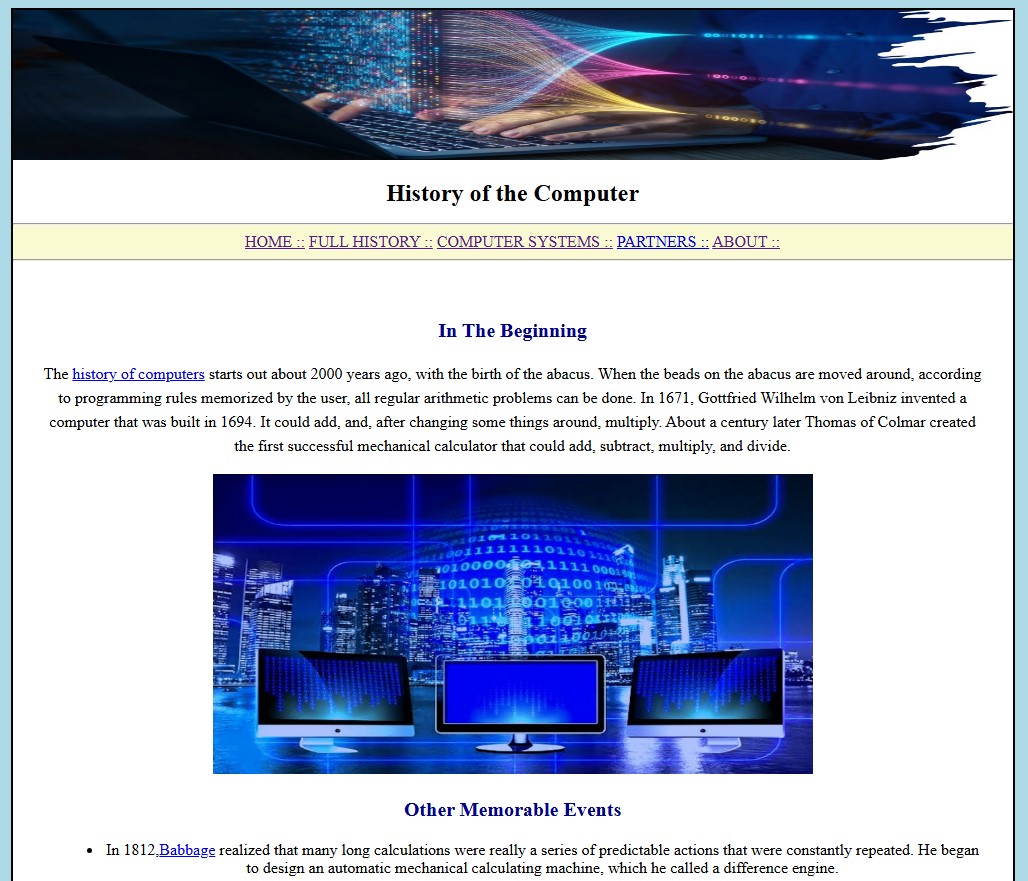 History of the Computer
HOME :: FULL HISTORY :: COMPUTER SYSTEMS :: PARTNERS :: ABOUT ::
In The Beginning
The history of computers starts out about 2000 years ago, with the birth of the abacus. When the beads on the abacus are moved around, according
to programming rules memorized by the user, all regular arithmetic problems can be done. In 1671, Gottfried Wilhelm von Leibniz invented a
computer that was built in 1694. It could add, and, after changing some things around, multiply. About a century later Thomas of Colmar created
the first successful mechanical calculator that could add, subtract, multiply, and divide.
Other Memorable Events
• In 1812,Babbage realized that many long calculations were really a series of predictable actions that were constantly repeated. He began
to design an automatic mechanical calculating machine, which he called a difference engine.